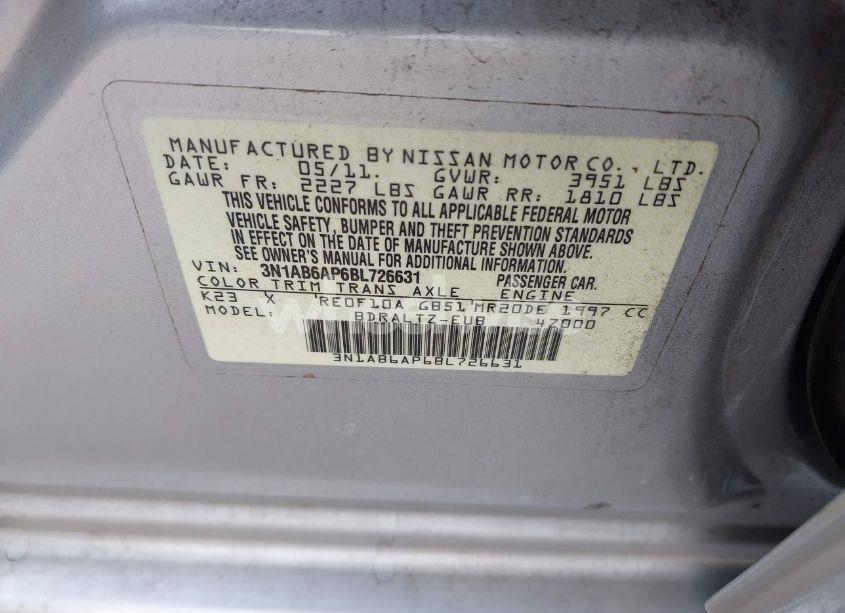 MANUFACTURED BY NISSAN MOTOR CO., LTD.
DATE: 05/11. GVWR: 3951 LBS
GAWR FR: 2227 LBS GAWR RR: 1810 LBS
THIS VEHICLE CONFORMS TO ALL APPLICABLE FEDERAL MOTOR
VEHICLE SAFETY, BUMPER AND THEFT PREVENTION STANDARDS
IN EFFECT ON THE DATE OF MANUFACTURE SHOWN ABOVE.
SEE OWNER'S MANUAL FOR ADDITIONAL INFORMATION.
VIN: 3N1AB6AP6BL726631 PASSENGER CAR.
COLOR TRIM TRANS AXLE ENGINE
K23 X RE0F10A GB51 MR20DE 1997 CC
MODEL: BDRALTZ-EUB 4Z000
3N1AB6AP6BL726631